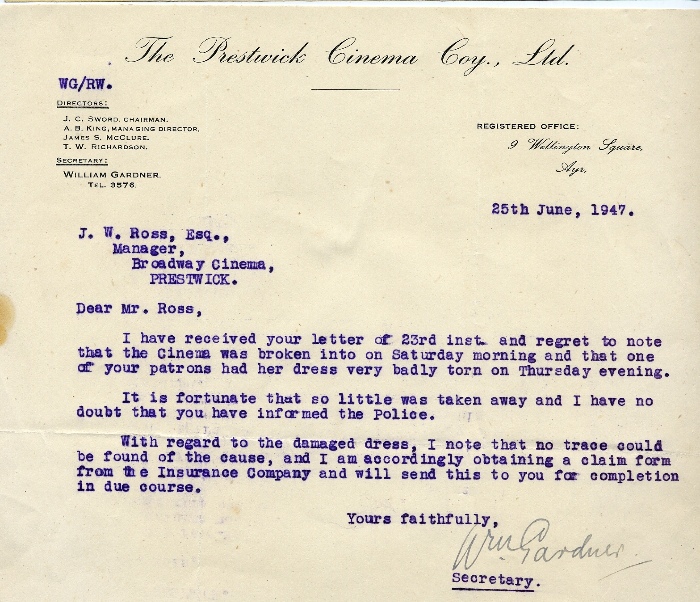 The Prestwick Cinema Coy., Ltd.
WG/RW.
DIRECTORS:
J. C. SWORD, CHAIRMAN.
A. B. KING, MANAGING DIRECTOR.
JAMES S. MCCLURE.
T. W. RICHARDSON.
SECRETARY:
WILLIAM GARDNER.
TEL. 3576.
REGISTERED OFFICE:
9 Wellington Square,
Ayr,
25th June, 1947.
J. W. Ross, Esq.,
Manager,
Broadway Cinema,
PRESTWICK.
Dear Mr. Ross,
I have received your letter of 23rd inst. and regret to note
that the Cinema was broken into on Saturday morning and that one
of your patrons had her dress very badly torn on Thursday evening.
It is fortunate that so little was taken away and I have no
doubt that you have informed the Police.
With regard to the damaged dress, I note that no trace could
be found of the cause, and I am accordingly obtaining a claim form
from the Insurance Company and will send this to you for completion
in due course.
Yours faithfully,
Wm Gardner.
Secretary.